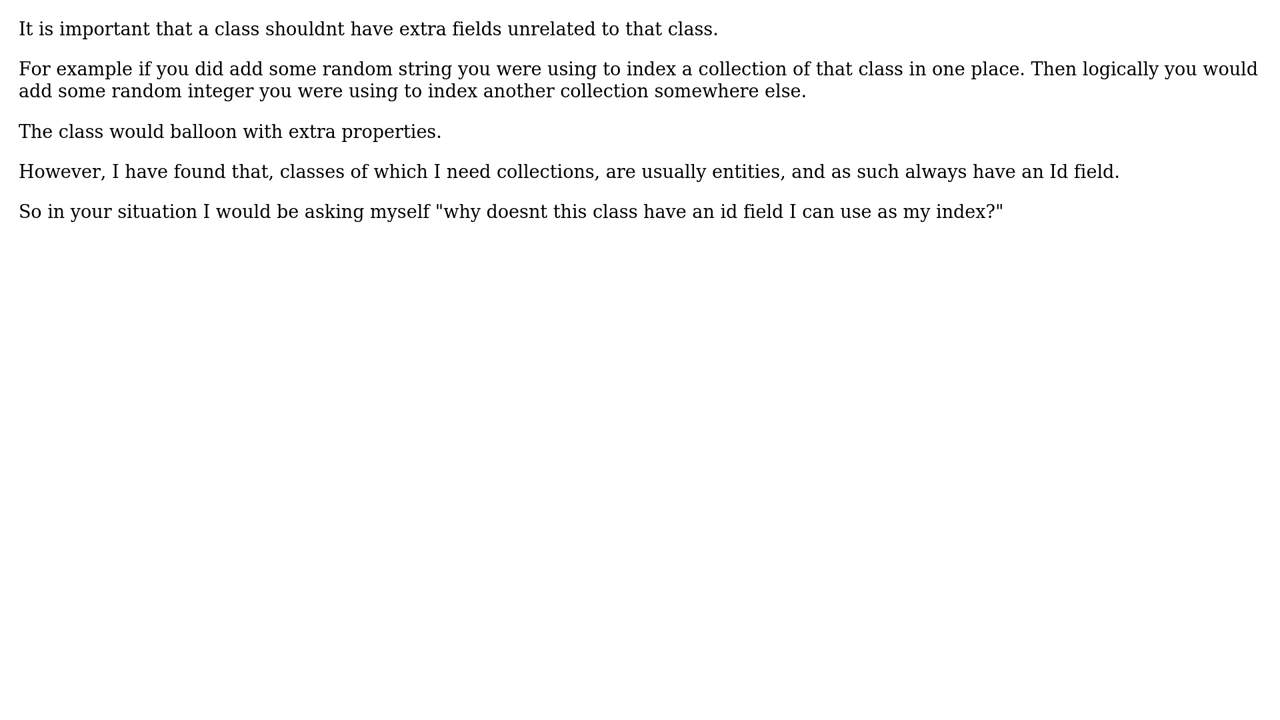 It is important that a class shouldnt have extra fields unrelated to that class.
For example if you did add some random string you were using to index a collection of that class in one place. Then logically you would
add some random integer you were using to index another collection somewhere else.
The class would balloon with extra properties.
However, I have found that, classes of which I need collections, are usually entities, and as such always have an Id field.
So in your situation I would be asking myself "why doesnt this class have an id field I can use as my index?"